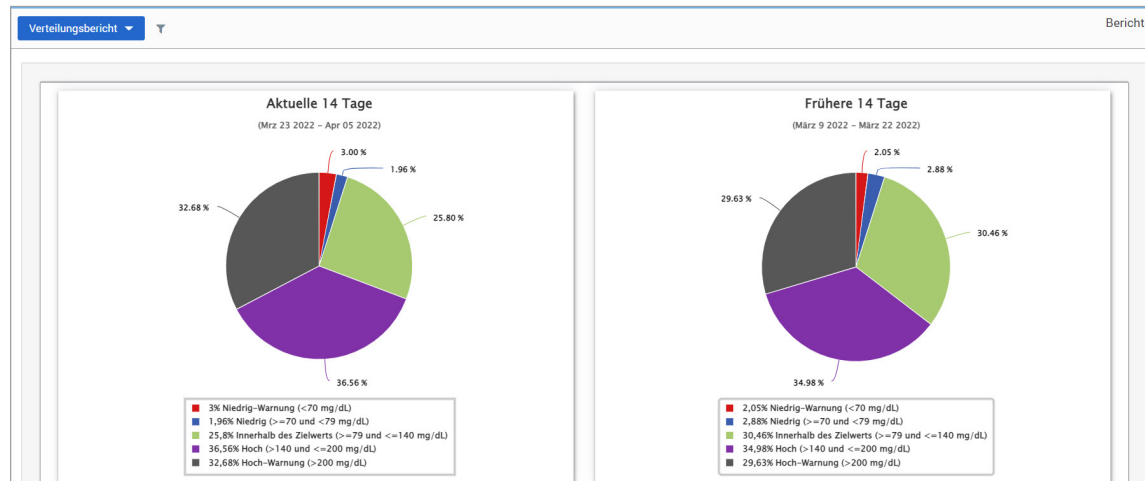 Verteilungsbericht
Bericht
Aktuelle 14 Tage
(Mrz 23 2022 – Apr 05 2022)
3.00 %
1.96 %
32.68 %
25.80 %
36.56 %
3% Niedrig-Warnung (<70 mg/dL)
1,96% Niedrig (>=70 und <79 mg/dL)
25,8% Innerhalb des Zielwerts (>=79 und <=140 mg/dL)
36,56% Hoch (>140 und <=200 mg/dL)
32,68% Hoch-Warnung (>200 mg/dL)
Frühere 14 Tage
(März 9 2022 – März 22 2022)
2.05 %
2.88 %
29.63 %
30.46 %
34.98 %
2,05% Niedrig-Warnung (<70 mg/dL)
2,88% Niedrig (>=70 und <79 mg/dL)
30,46% Innerhalb des Zielwerts (>=79 und <=140 mg/dL)
34,98% Hoch (>140 und <=200 mg/dL)
29,63% Hoch-Warnung (>200 mg/dL)